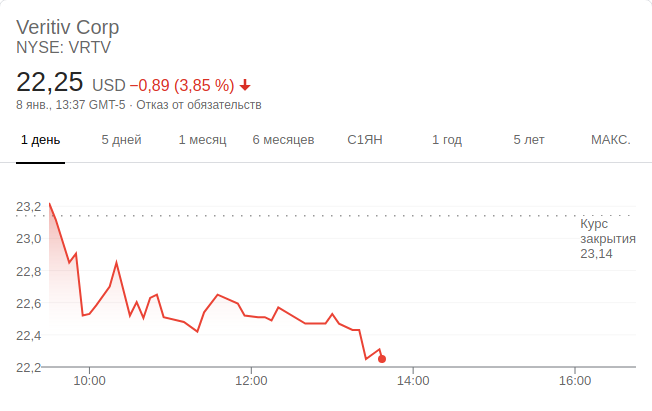 Veritiv Corp
NYSE: VRTV
22,25 USD −0,89 (3,85 %)
8 янв., 13:37 GMT-5 · Отказ от обязательств
1 день 5 дней 1 месяц 6 месяцев С1ЯН 1 год 5 лет МАКС.
23,2
Курс
закрытия
23,14
23,0
22,8
22,6
22,4
22,2
10:00 12:00 14:00 16:00